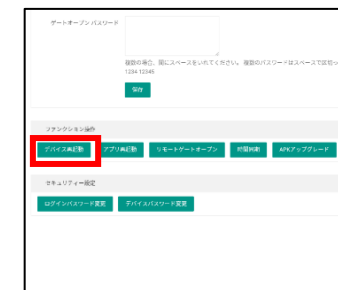 ゲートオープン パスワード
複数の場合、間にスペースをいれてください。 複数のパスワードはスペースで区切っ
1234 12345
保存
ファンクション操作
デバイス再起動 アプリ再起動 リモートゲートオープン 時間同期 APKアップグレード
セキュリティー設定
ログインパスワード変更 デバイスパスワード変更